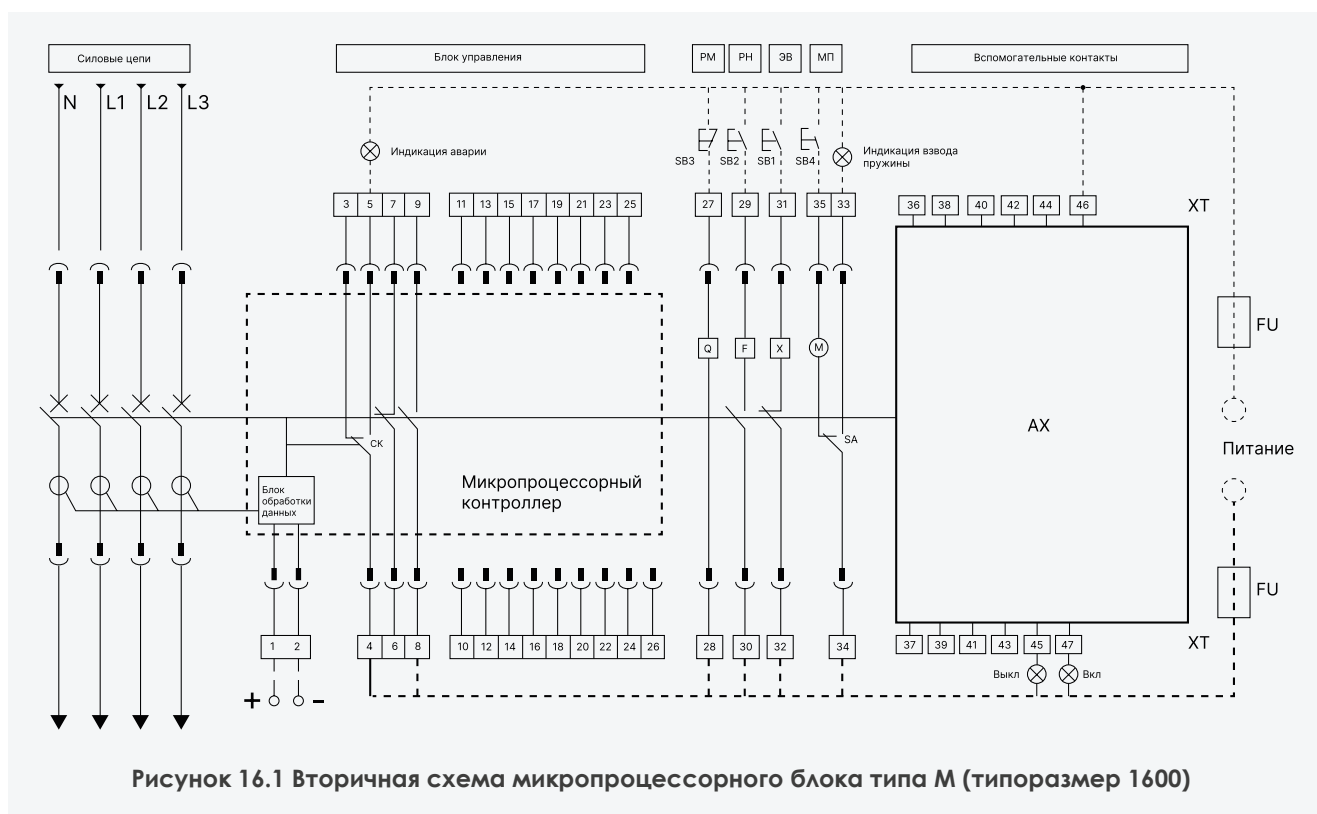 Силовые цепи
Блок управления
РМ РН ЭВ МП
Вспомогательные контакты
N L1 L2 L3
Индикация аварии
SB3 SB2 SB1 SB4
Индикация взвода
пружины
3 5 7 9 11 13 15 17 19 21 23 25 27 29 31 35 33 36 38 40 42 44 46 XT
FU
Q F X M
СК
SA
AX
Питание
Микропроцессорный
контроллер
Блок
обработки
данных
FU
1 2 4 6 8 10 12 14 16 18 20 22 24 26 28 30 32 34 37 39 41 43 45 47 XT
Выкл Вкл
+ -
Рисунок 16.1 Вторичная схема микропроцессорного блока типа М (типоразмер 1600)